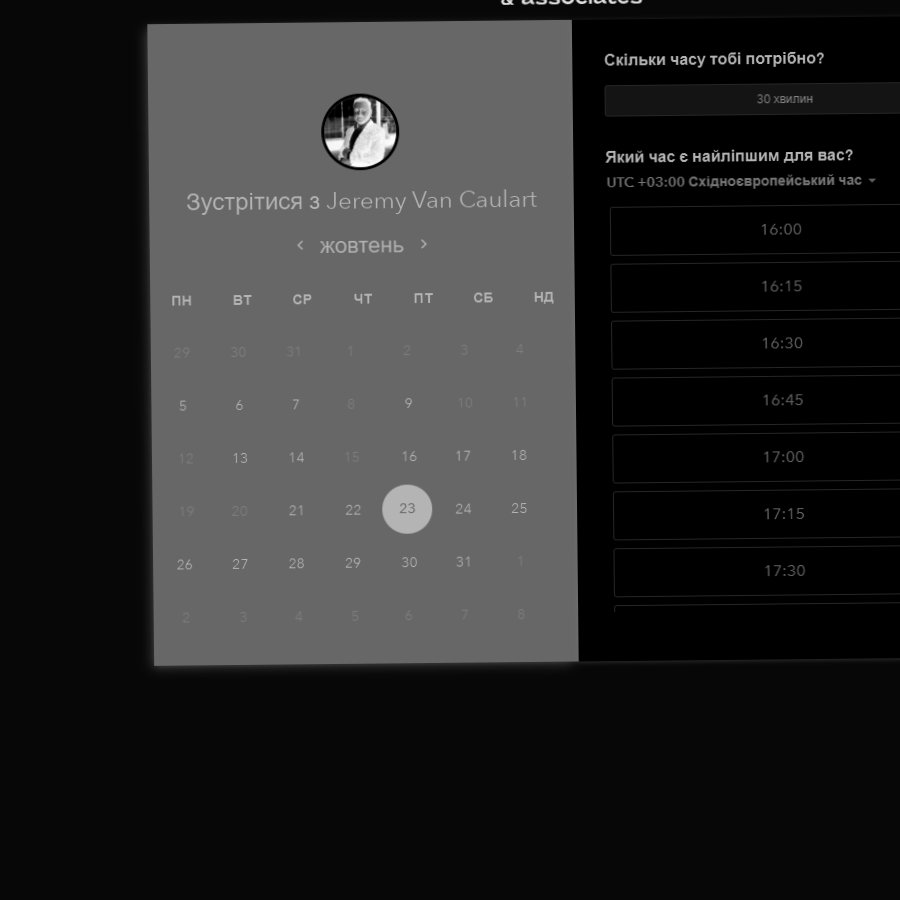 & associates
Зустрітися з Jeremy Van Caulart
жовтень
ПН ВТ СР ЧТ ПТ СБ НД
29 30 31 1 2 3 4
5 6 7 8 9 10 11
12 13 14 15 16 17 18
19 20 21 22 23 24 25
26 27 28 29 30 31 1
2 3 4 5 6 7 8
Скільки часу тобі потрібно?
30 хвилин
Який час є найліпшим для вас?
UTC +03:00 Східноєвропейський час
16:00
16:15
16:30
16:45
17:00
17:15
17:30